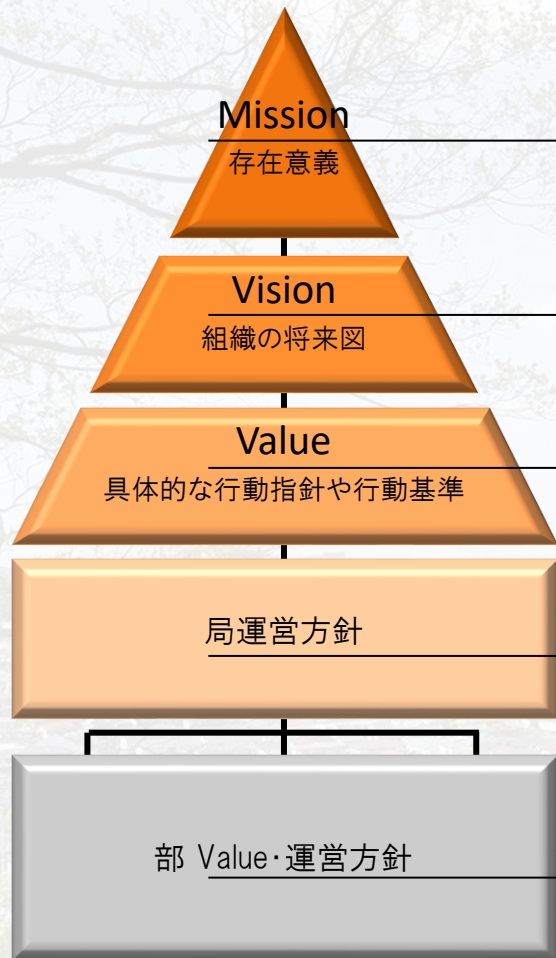 Mission
存在意義
Vision
組織の将来図
Value
具体的な行動指針や行動基準
局運営方針
部 Value・運営方針